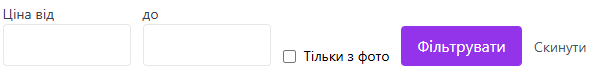 Ціна від
до
Тільки з фото
Фільтрувати
Скинути